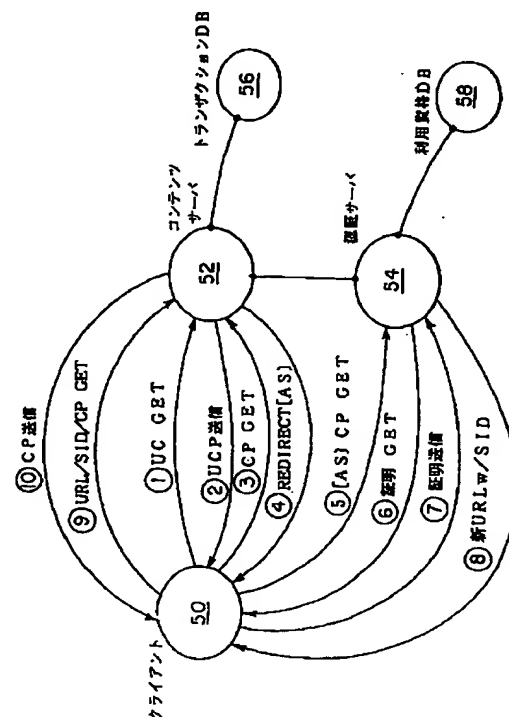 ⑩CP送信
⑨URL/SID/CP GET
①UC GET
②UCP送信
③CP GET
④REDIRECT[AS]
⑤[AS]CP GET
⑥証明 GET
⑦証明送信
⑧新URLw/SID
クライアント
50
コンテンツ
サーバ
52
トランザクションDB
56
認証サーバ
54
利用資格DB
58